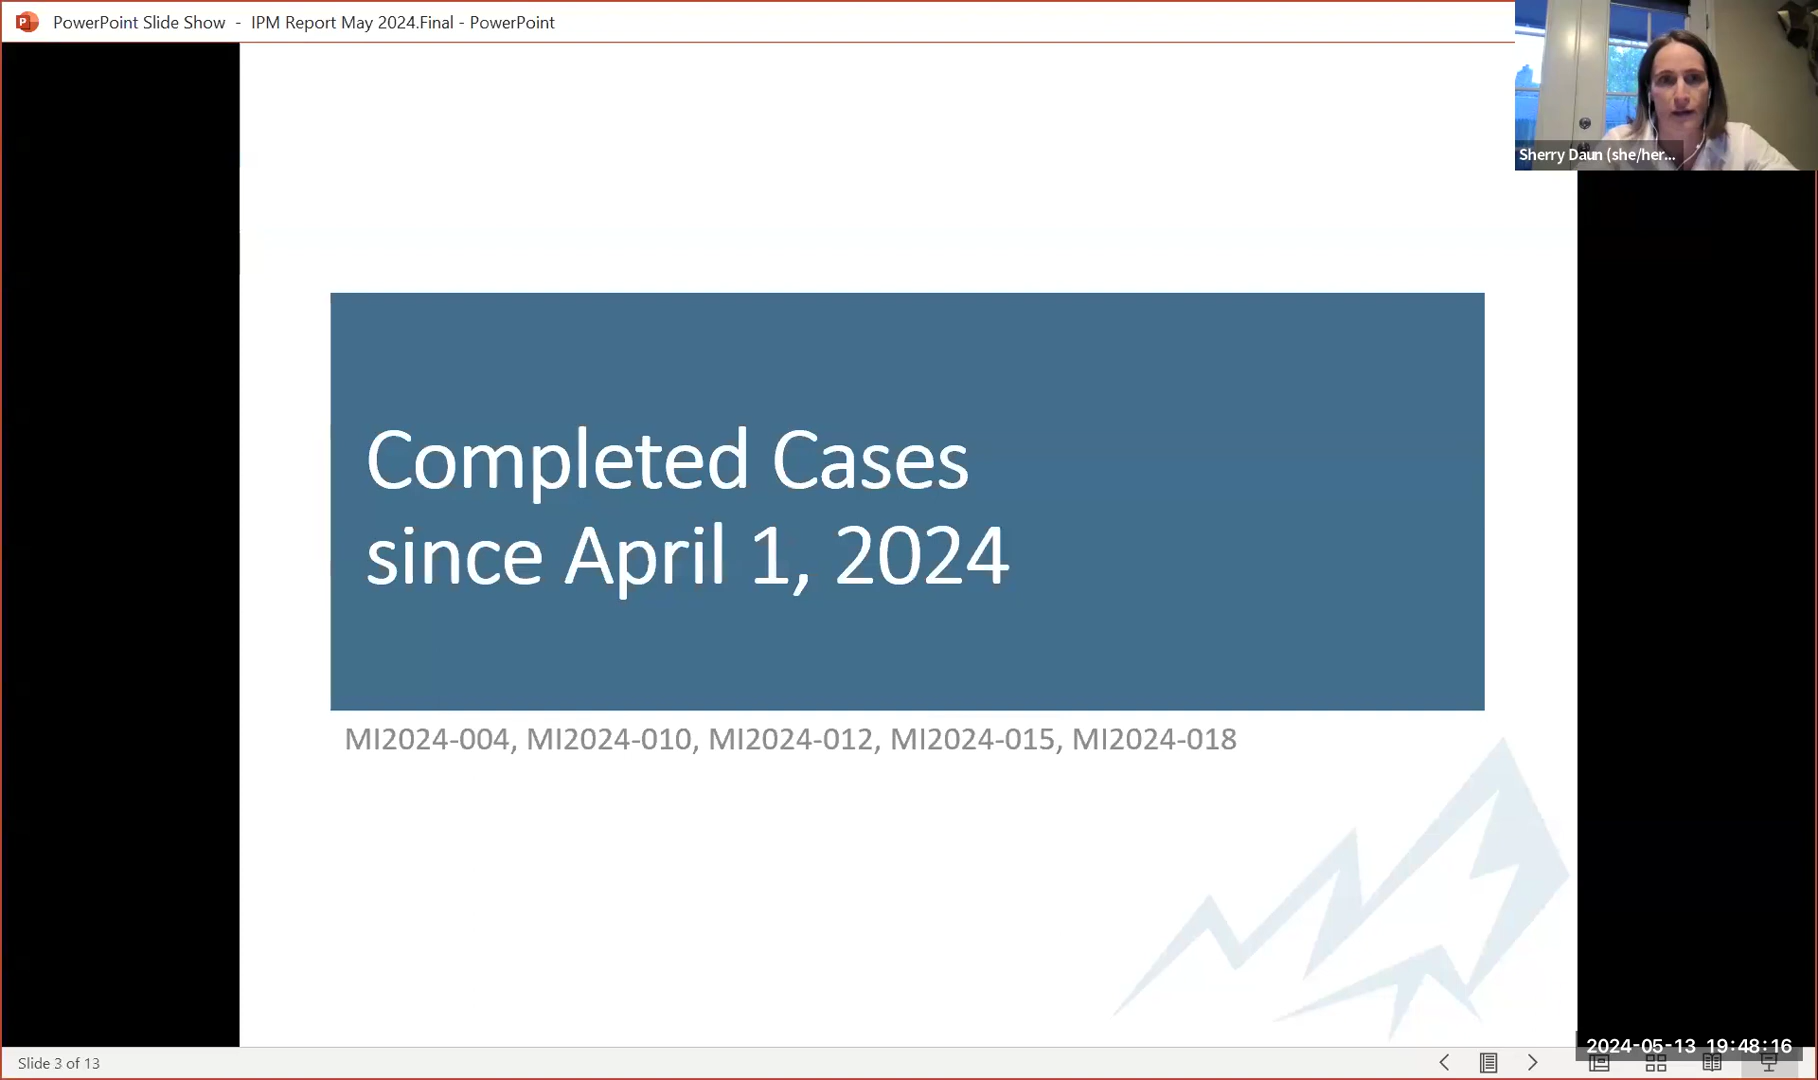 PowerPoint Slide Show - IPM Report May 2024.Final - PowerPoint
Sherry Daun (she/her...
Completed Cases
since April 1, 2024
MI2024-004, MI2024-010, MI2024-012, MI2024-015, MI2024-018
2024-05-13 19:48:16
Slide 3 of 13